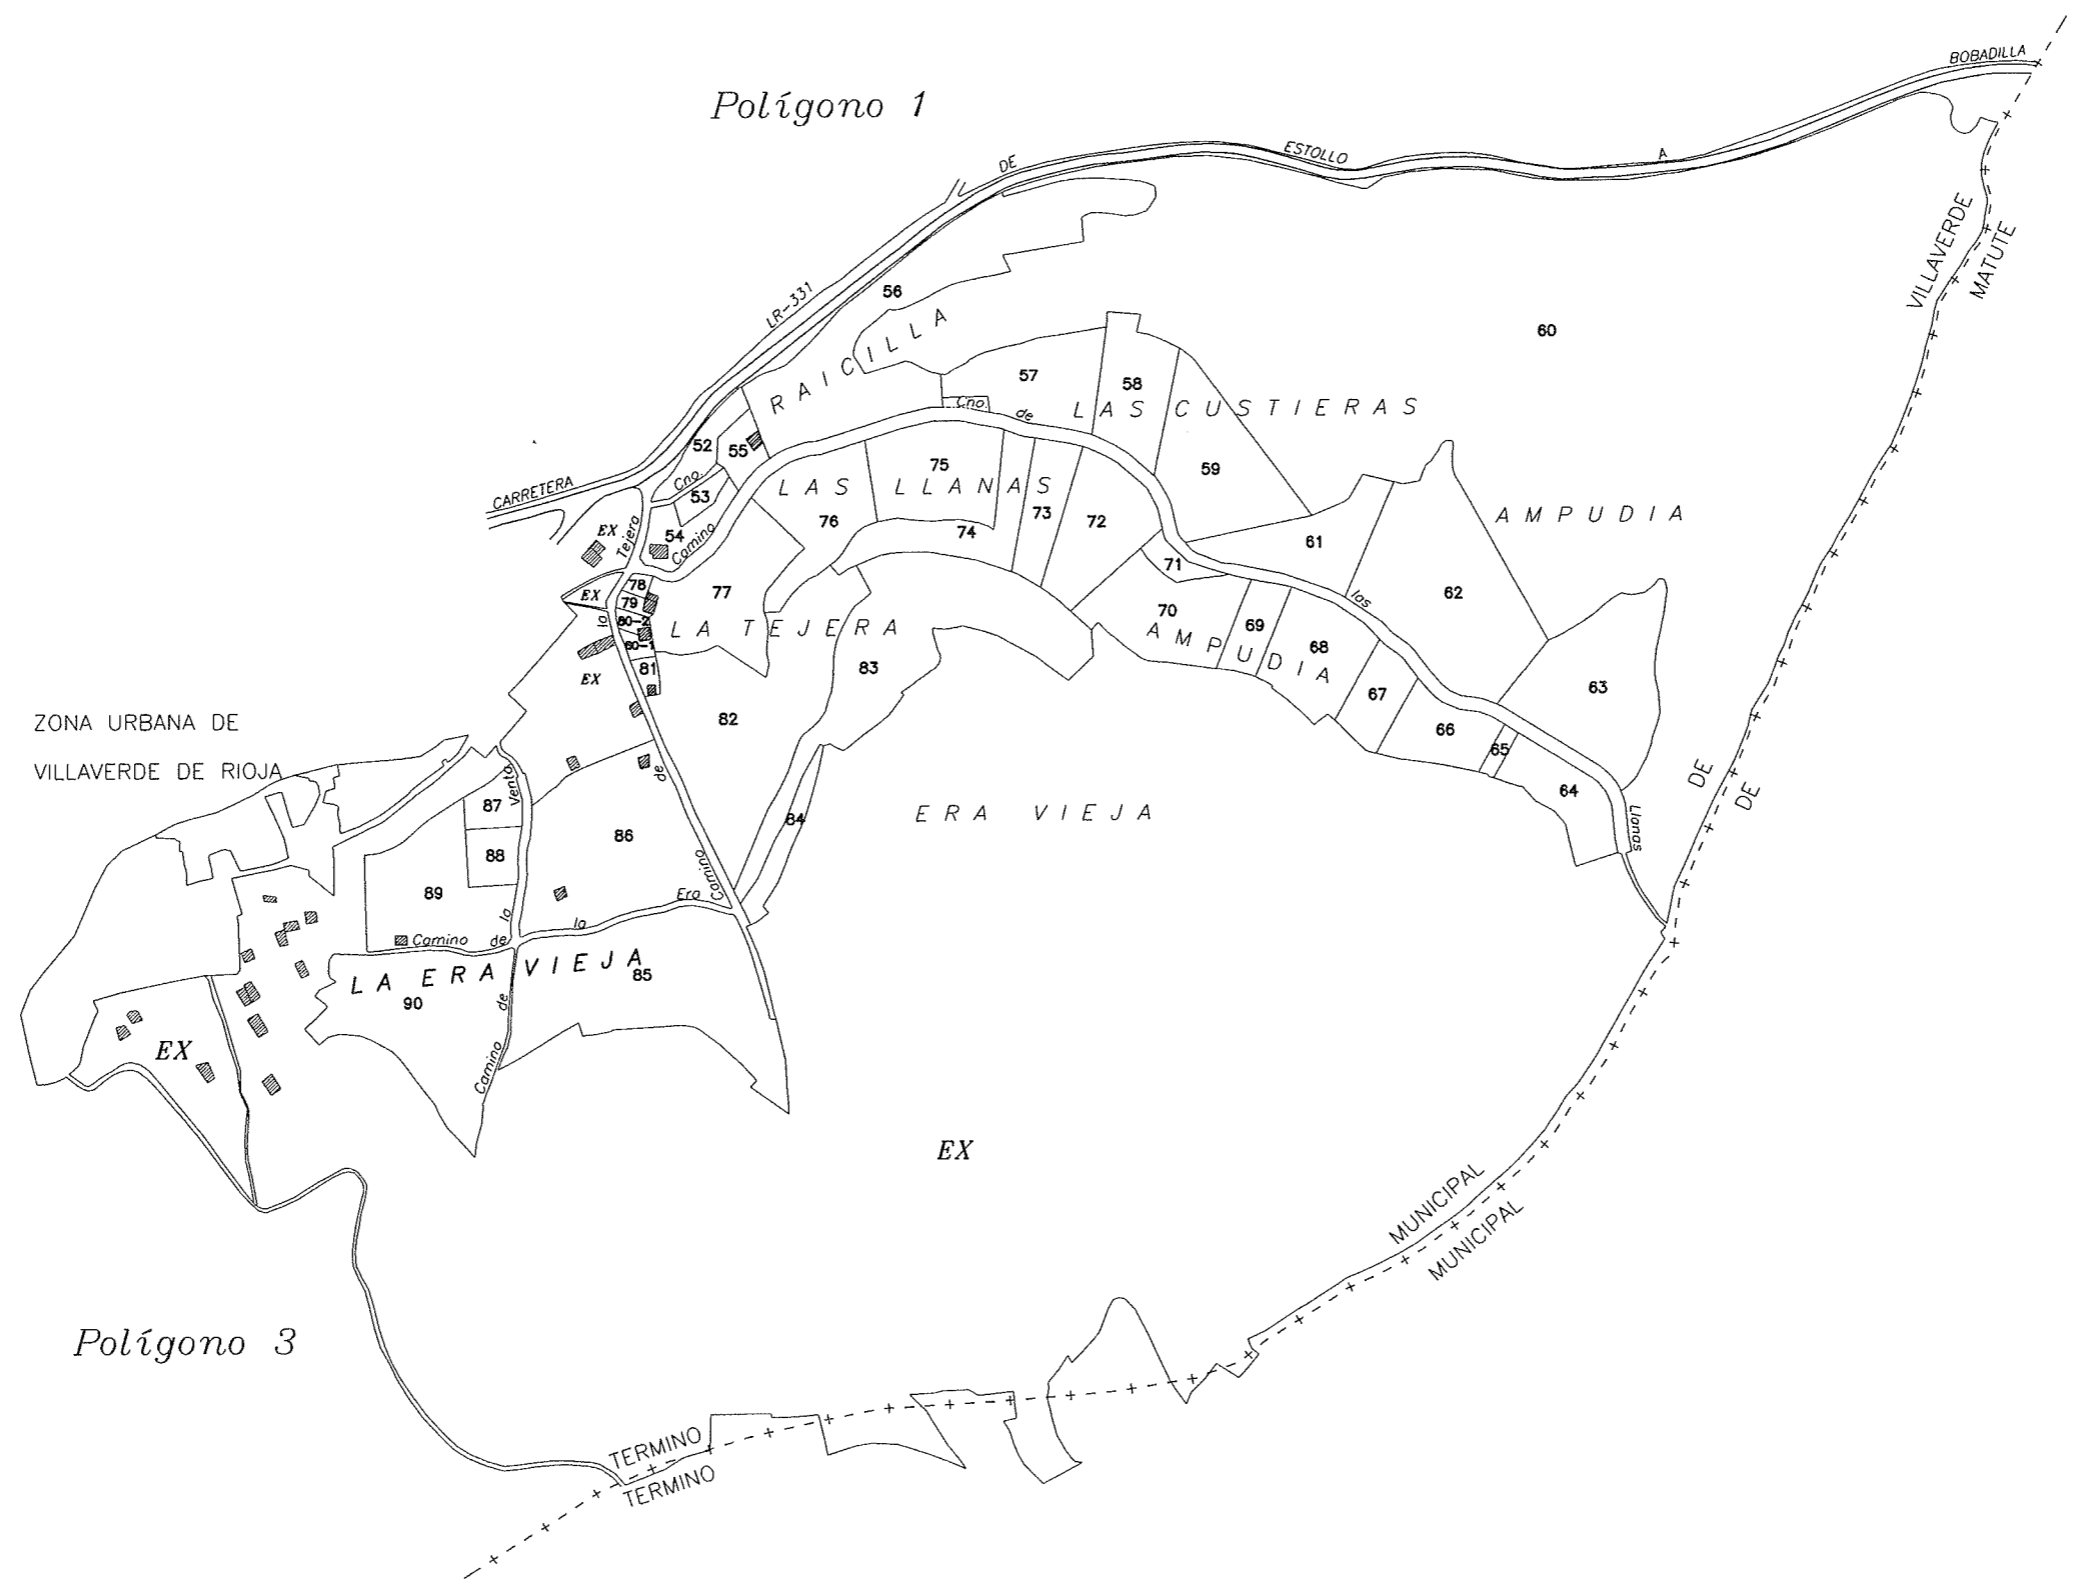 BOBADILLA
Polígono 1
DE
ESTOLLO
A
VILLAVERDE
MATUTE
LR-331
56
RAICILLA
60
57
58
Cno.
de
LAS CUSTIERAS
52
55
75
59
Cno.
53
CARRETERA
LAS LLANAS
76
73
72
AMPUDIA
EX
Tejera
54
Camino
74
61
71
78
77
EX
79
las
62
la
80-2
LA TEJERA
70
69
AMPUDIA
80-1
68
81
83
EX
63
67
82
ZONA URBANA DE
66
65
VILLAVERDE DE RIOJA
de
DE
DE
Venta
87
64
84
ERA VIEJA
86
Llanas
88
Camino
89
Era
la
la
Camino
de
LA ERA VIEJA
85
90
de
EX
Camino
EX
MUNICIPAL
MUNICIPAL
Polígono 3
TERMINO
TERMINO